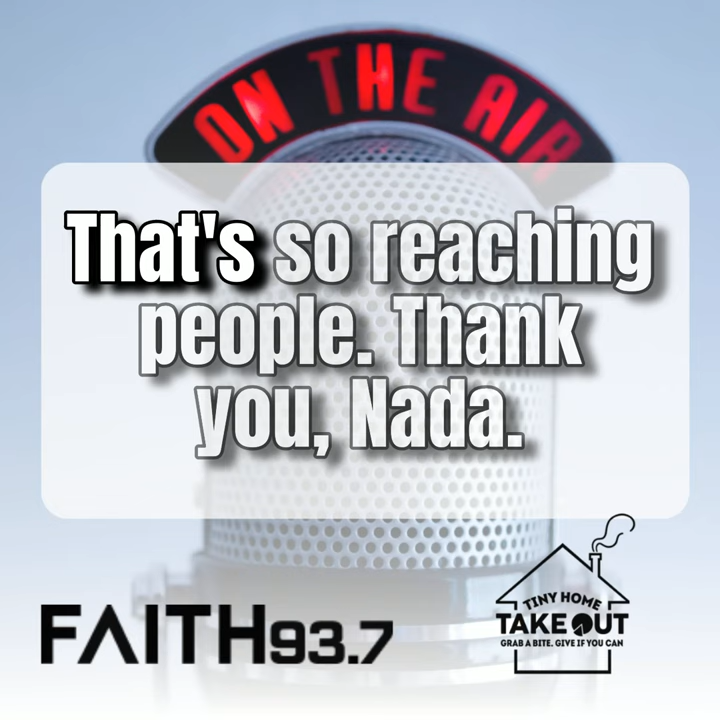 ON THE AIR
That's so reaching
people. Thank
you, Nada.
FAITH93.7
TINY HOME
TAKE OUT
GRAB A BITE. GIVE IF YOU CAN